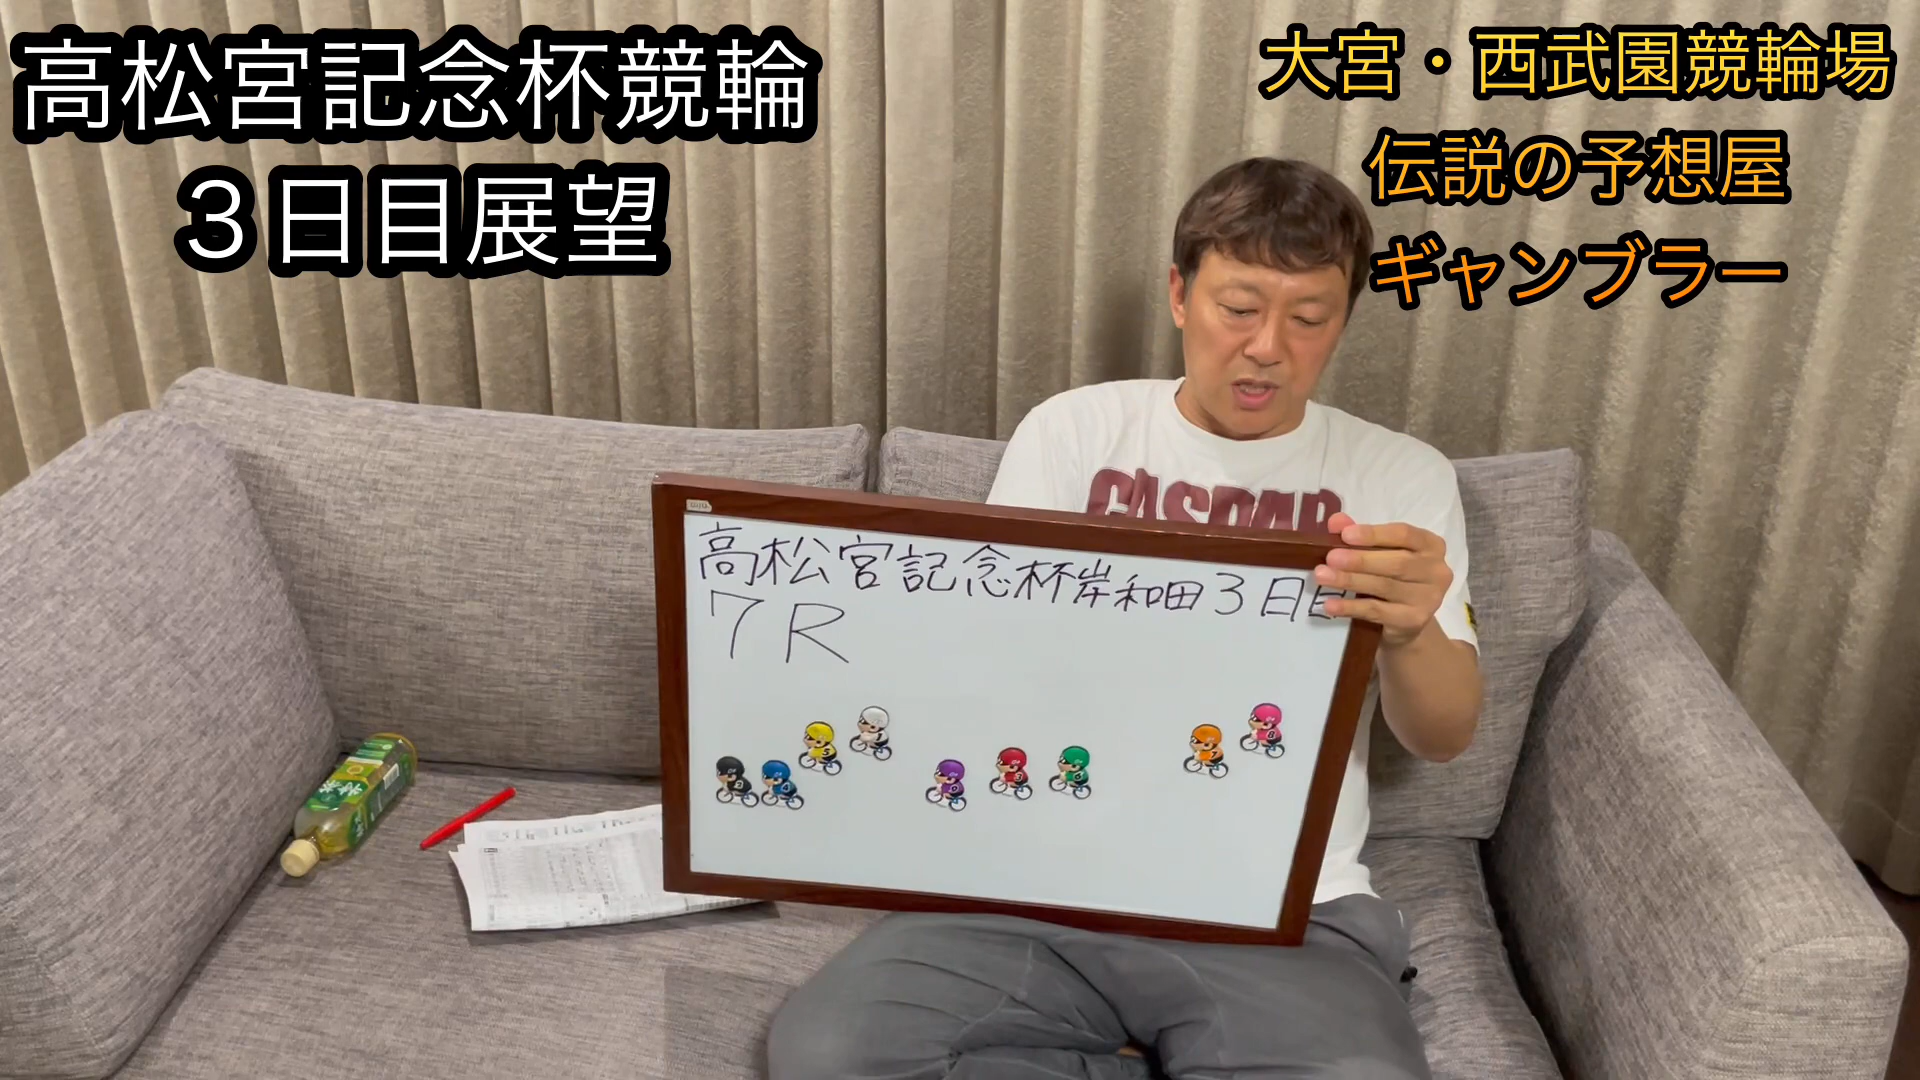 高松宮記念杯競輪
３日目展望
大宮・西武園競輪場
伝説の予想屋
ギャンブラー
GASPAR
高松宮記念杯岸和田3日目
7R